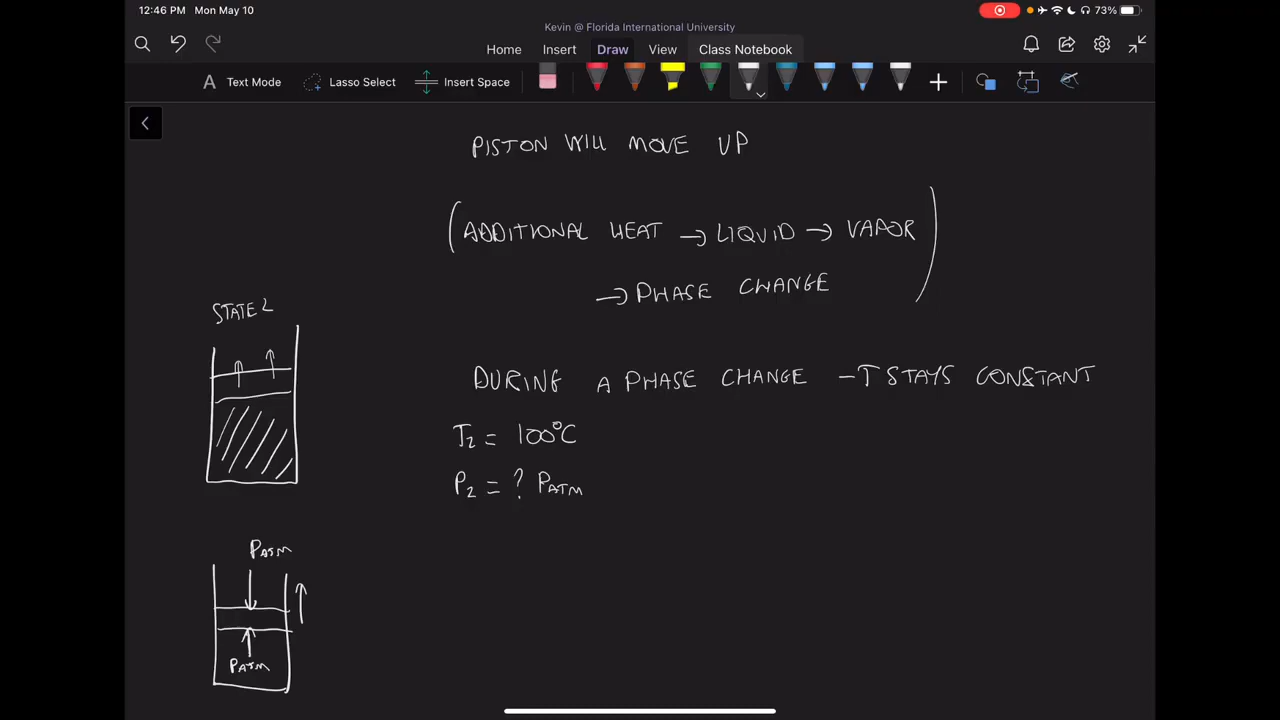 12:46 PM Mon May 10
73%
Kevin @ Florida International University
Home Insert Draw View Class Notebook
Text Mode Lasso Select Insert Space
PISTON WILL MOVE UP
(ADDITIONAL HEAT → LIQUID → VAPOR
→ PHASE CHANGE)
STATE 2
DURING A PHASE CHANGE - T STAYS CONSTANT
T2 = 100°C
P2 = ? PATM
PATM
PATM